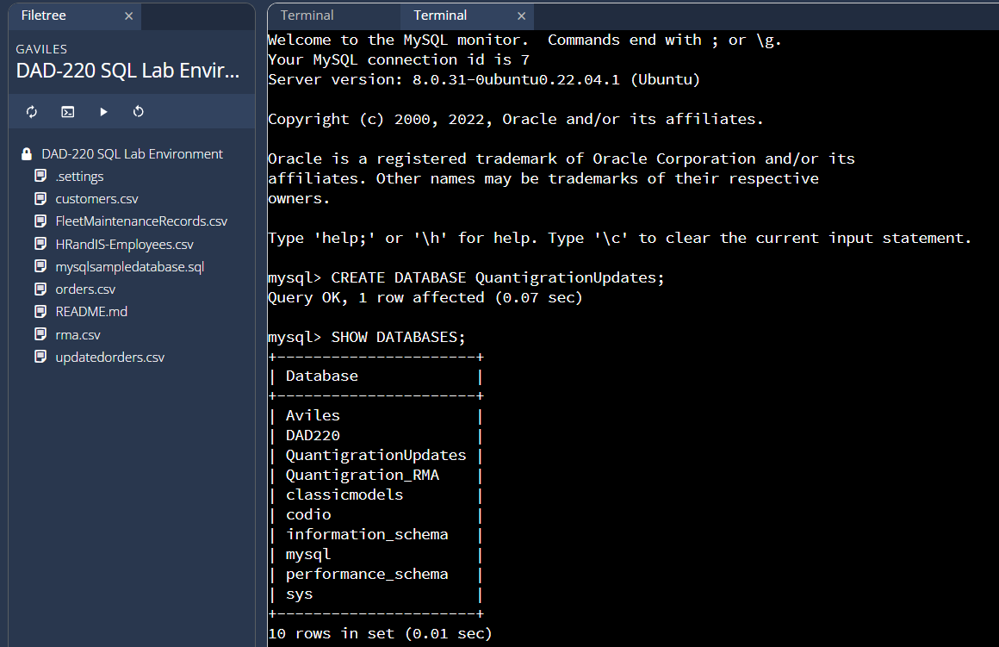 Filetree ×
GAVILES
DAD-220 SQL Lab Envir...
DAD-220 SQL Lab Environment
.settings
customers.csv
FleetMaintenanceRecords.csv
HRandIS-Employees.csv
mysqlsampledatabase.sql
orders.csv
README.md
rma.csv
updatedorders.csv
Terminal Terminal ×
Welcome to the MySQL monitor.  Commands end with ; or \g.
Your MySQL connection id is 7
Server version: 8.0.31-0ubuntu0.22.04.1 (Ubuntu)
Copyright (c) 2000, 2022, Oracle and/or its affiliates.
Oracle is a registered trademark of Oracle Corporation and/or its
affiliates. Other names may be trademarks of their respective
owners.
Type 'help;' or '\h' for help. Type '\c' to clear the current input statement.
mysql> CREATE DATABASE QuantigrationUpdates;
Query OK, 1 row affected (0.07 sec)
mysql> SHOW DATABASES;
+----------------------+
| Database             |
+----------------------+
| Aviles               |
| DAD220               |
| QuantigrationUpdates |
| Quantigration_RMA    |
| classicmodels        |
| codio                |
| information_schema   |
| mysql                |
| performance_schema   |
| sys                  |
+----------------------+
10 rows in set (0.01 sec)